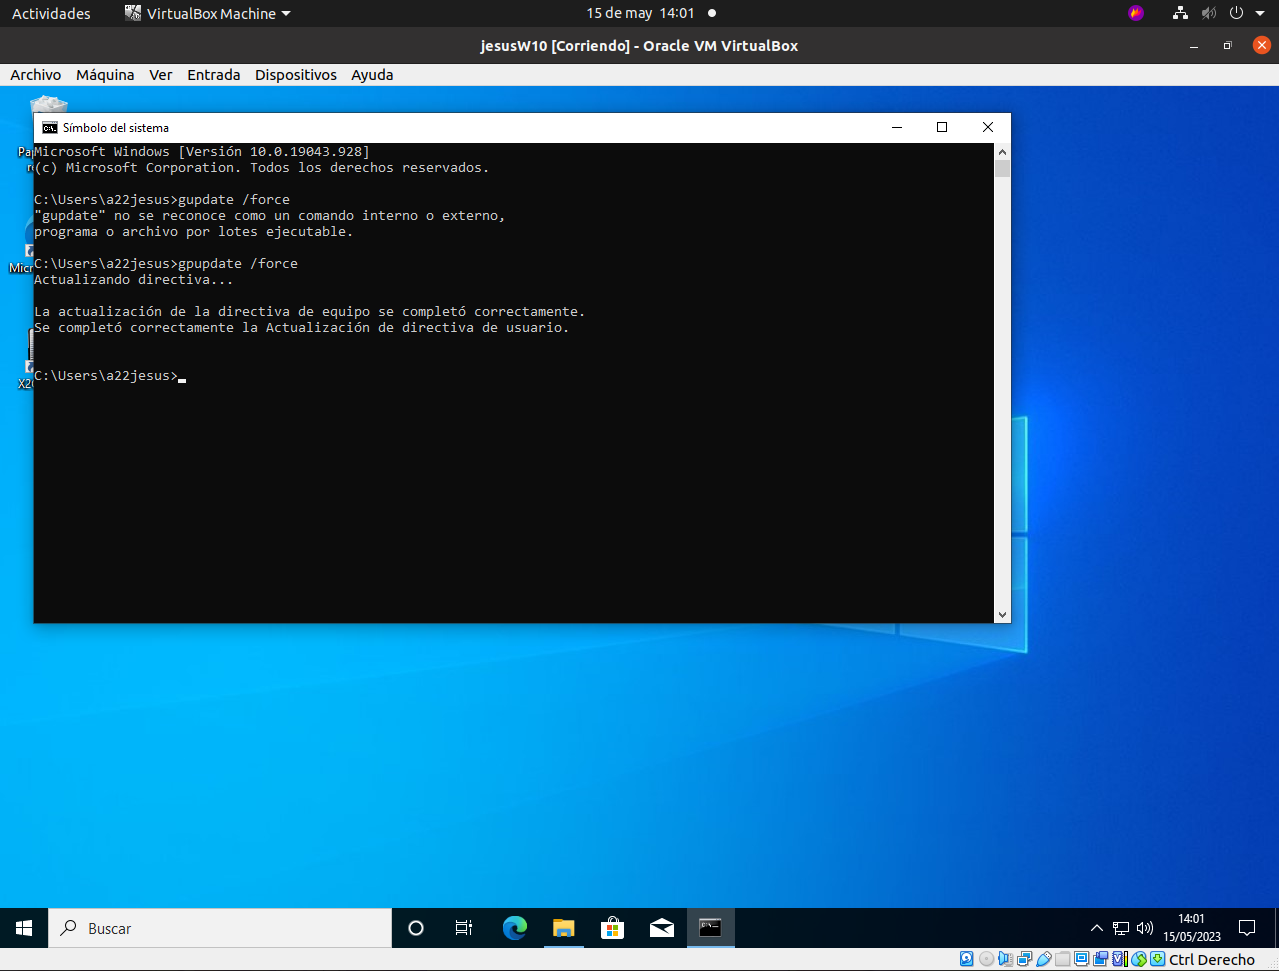 Actividades
VirtualBox Machine
15 de may 14:01
jesusW10 [Corriendo] - Oracle VM VirtualBox
Archivo Máquina Ver Entrada Dispositivos Ayuda
Símbolo del sistema
Microsoft Windows [Versión 10.0.19043.928]
(c) Microsoft Corporation. Todos los derechos reservados.
C:\Users\a22jesus>gupdate /force
"gupdate" no se reconoce como un comando interno o externo,
programa o archivo por lotes ejecutable.
C:\Users\a22jesus>gpupdate /force
Actualizando directiva...
La actualización de la directiva de equipo se completó correctamente.
Se completó correctamente la Actualización de directiva de usuario.
C:\Users\a22jesus>
Buscar
14:01
15/05/2023
Ctrl Derecho